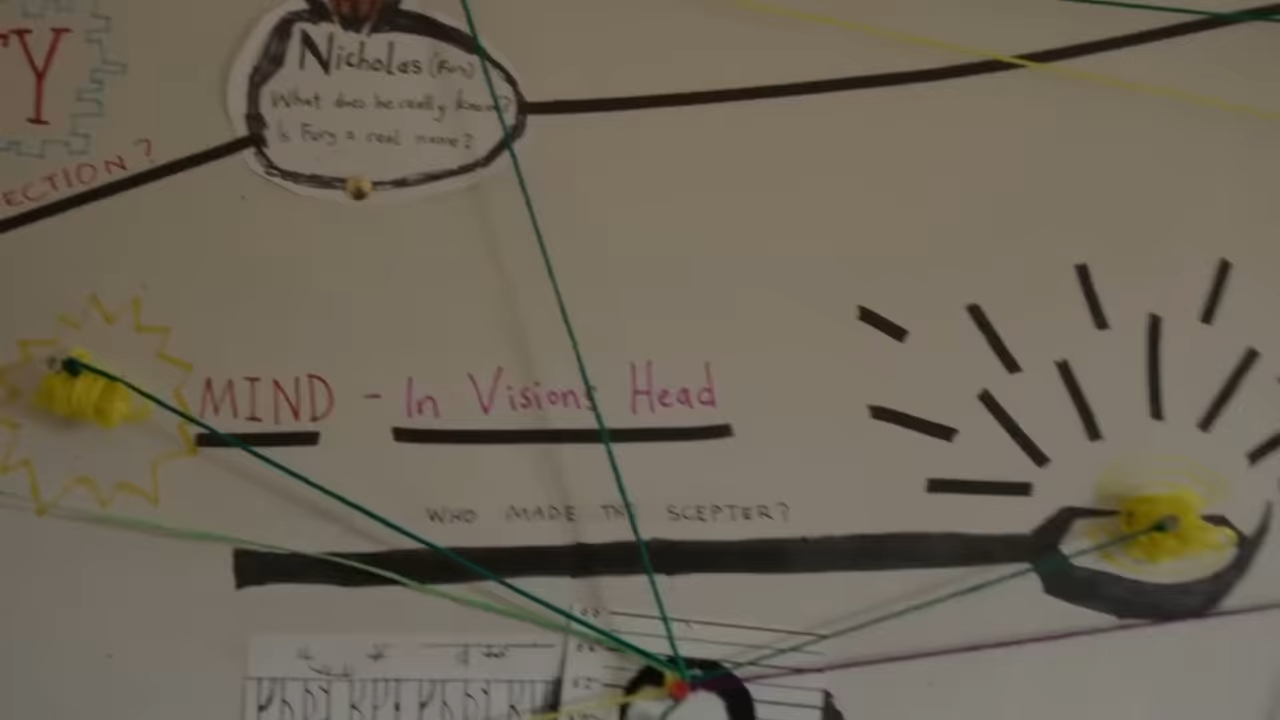 Y
ECTION?
Nicholas (Fury)
What does he really know?
Is Fury a real name?
MIND - In Visions Head
WHO MADE THE SCEPTER?